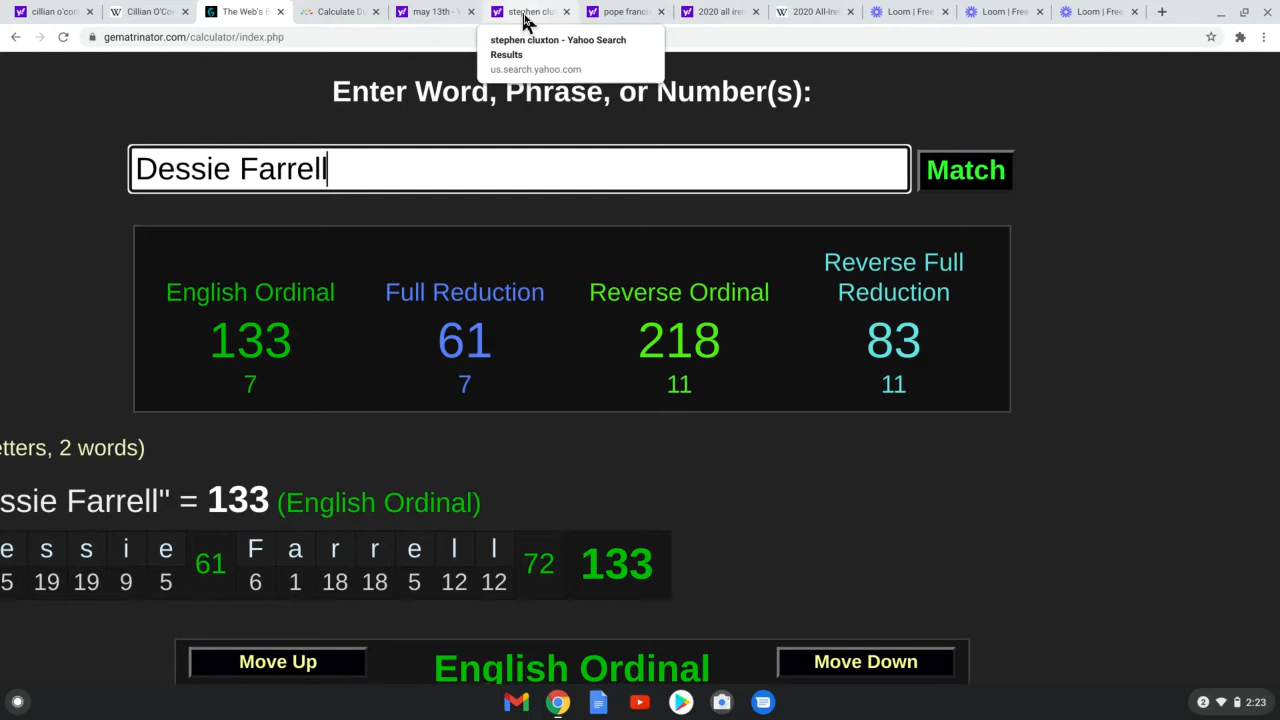 cillian o'con
Cillian O'C
The Web's B
Calculate D
may 13th
stephen clu
pope franci
2020 all irel
2020 All-Ire
Loom | Free
Loom | Free
Loom | Free
gematrinator.com/calculator/index.php
stephen cluxton - Yahoo Search
Results
us.search.yahoo.com
Enter Word, Phrase, or Number(s):
Dessie Farrell
Match
English Ordinal
Full Reduction
Reverse Ordinal
Reverse Full
Reduction
133
61
218
83
7
7
11
11
etters, 2 words)
ssie Farrell" = 133 (English Ordinal)
e s s i e 61 F a r r e l l 72 133
5 19 19 9 5 6 1 18 18 5 12 12
Move Up
English Ordinal
Move Down
2
2:23